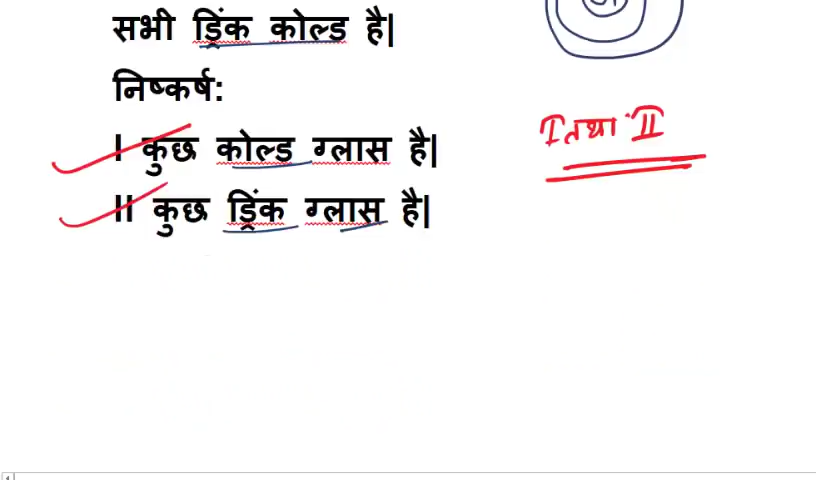 सभी ड्रिंक कोल्ड है|
निष्कर्ष:
I कुछ कोल्ड ग्लास है|
II कुछ ड्रिंक ग्लास है|
I तथा II